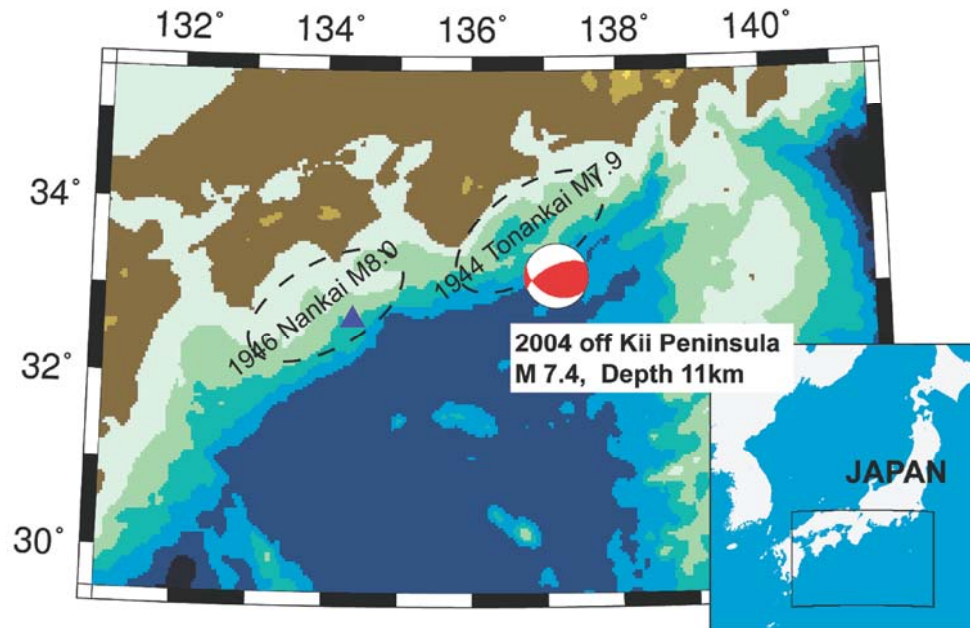 132°
134°
136°
138°
140°
34°
32°
30°
1944 Tonankai M7.9
1946 Nankai M8.0
2004 off Kii Peninsula
M 7.4, Depth 11km
JAPAN